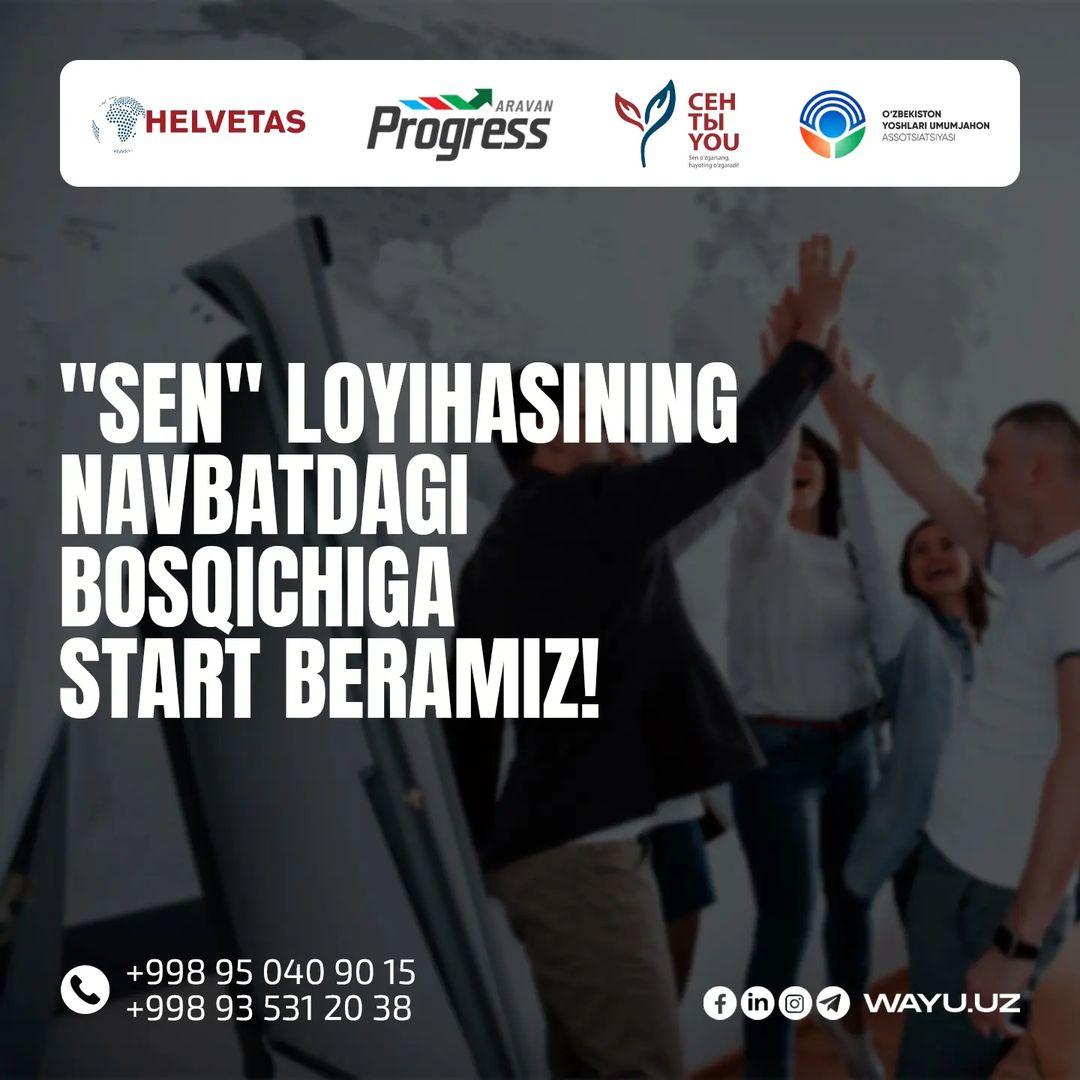 HELVETAS
ARAVAN
Progress
СЕН
ТЫ
YOU
Sen o'zgarsang,
hayoting o'zgaradi!
O'ZBEKISTON
YOSHLARI UMUMJAHON
ASSOTSIATSIYASI
"SEN" LOYIHASINING
NAVBATDAGI
BOSQICHIGA
START BERAMIZ!
+998 95 040 90 15
+998 93 531 20 38
WAYU.UZ